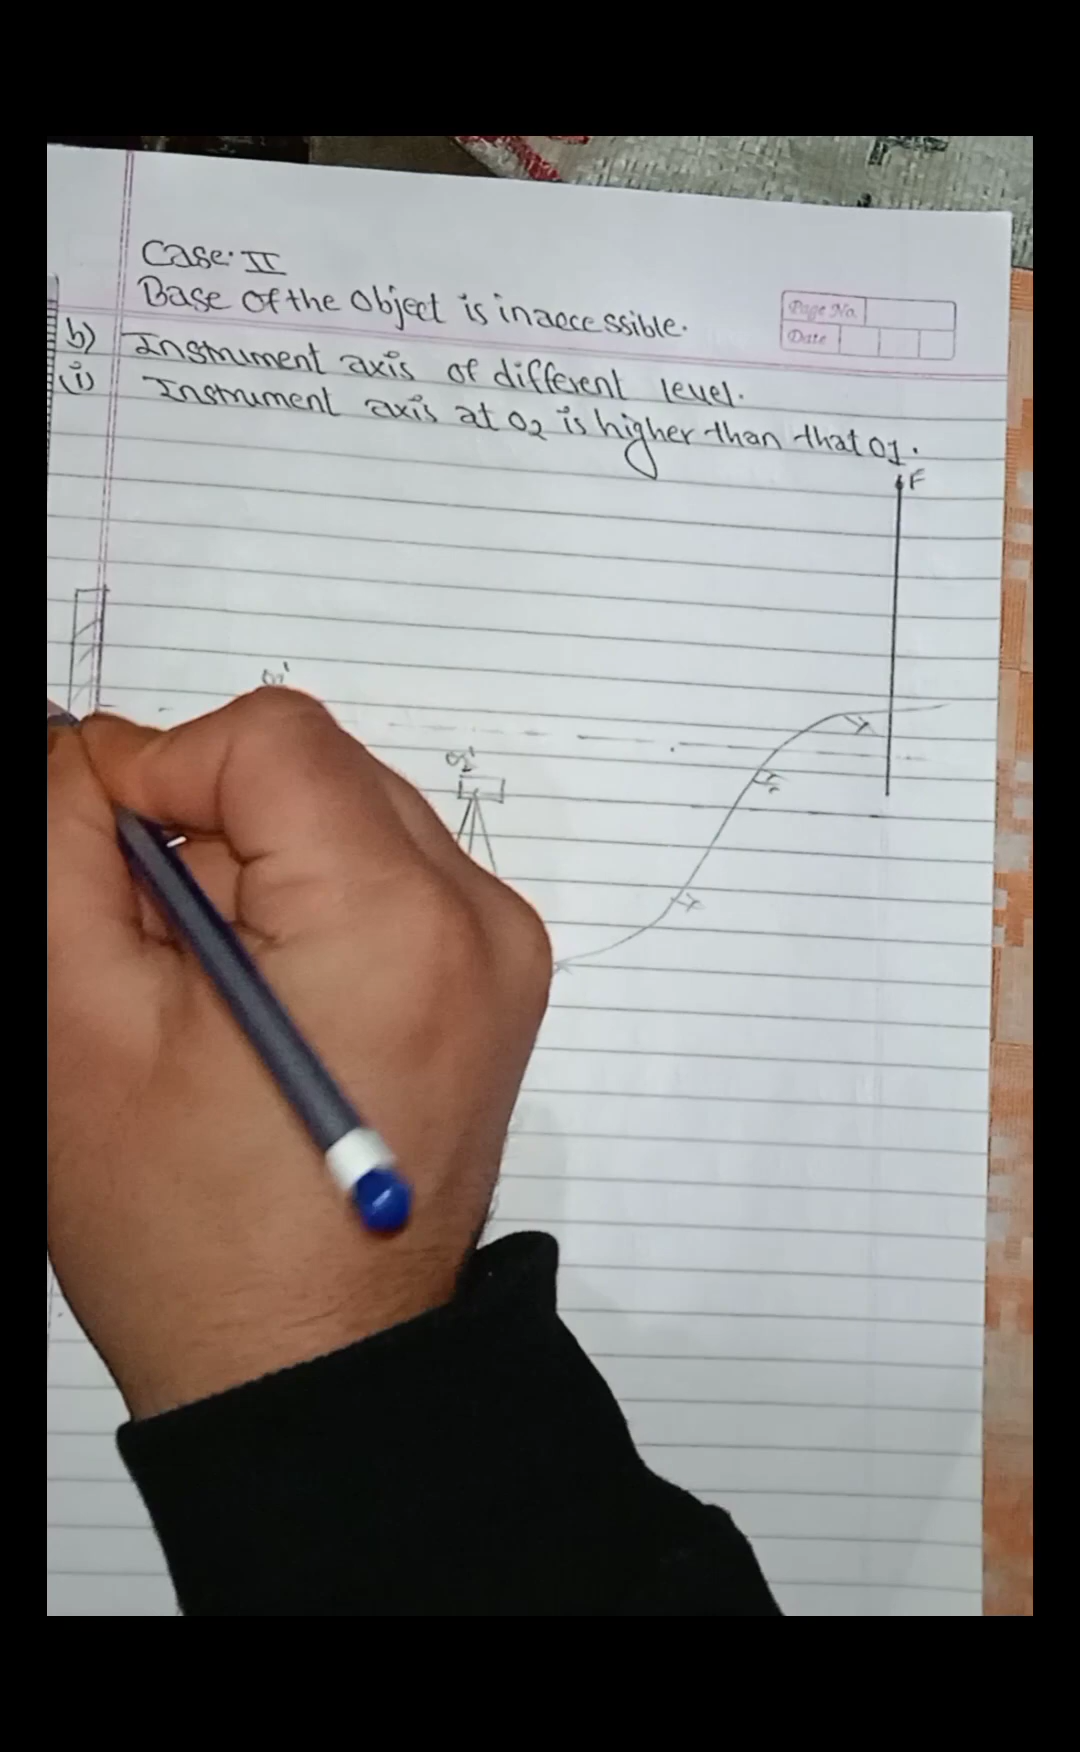 Case. II
Base of the object is inaccessible.
Page No.
Date
b) Instrument axis of different level.
(i) Instrument axis at O2 is higher than that O1.
F
O2'